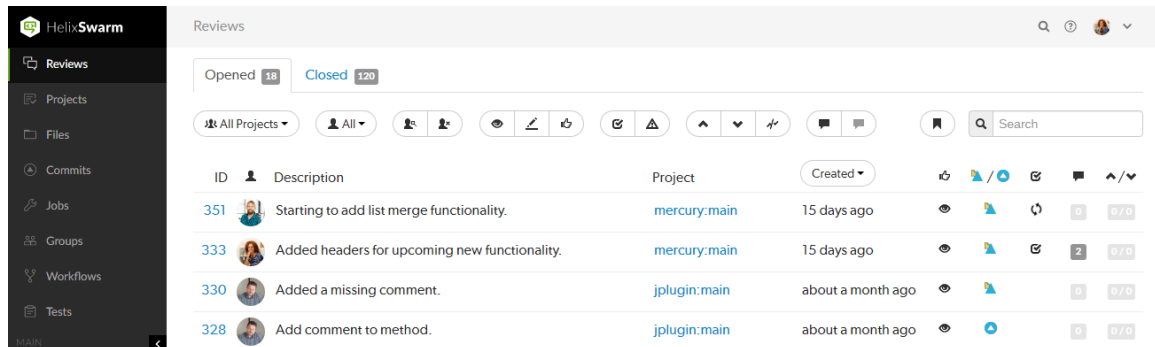 HelixSwarm
Reviews
Reviews
Projects
Files
Commits
Jobs
Groups
Workflows
Tests
MAIN
Opened 18
Closed 120
All Projects
All
Search
ID Description Project Created /  /
351 Starting to add list merge functionality. mercury:main 15 days ago 0 0 / 0
333 Added headers for upcoming new functionality. mercury:main 15 days ago 2 0 / 0
330 Added a missing comment. jplugin:main about a month ago 0 0 / 0
328 Add comment to method. jplugin:main about a month ago 0 0 / 0